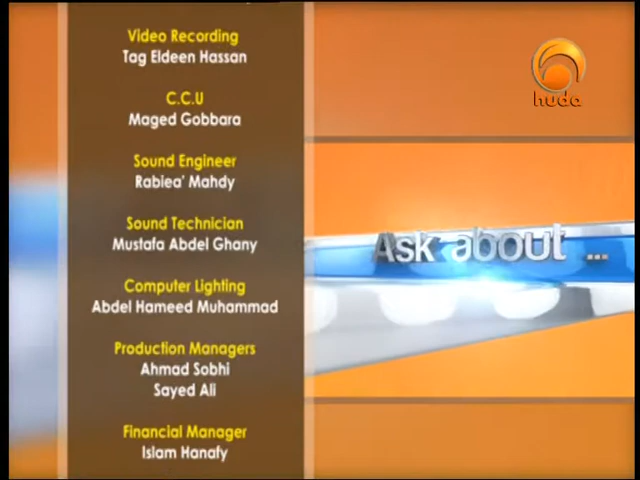 Video Recording
Tag Eldeen Hassan
C.C.U
Maged Gobbara
Sound Engineer
Rabiea' Mahdy
Sound Technician
Mustafa Abdel Ghany
Computer Lighting
Abdel Hameed Muhammad
Production Managers
Ahmad Sobhi
Sayed Ali
Financial Manager
Islam Hanafy
huda
Ask about ...